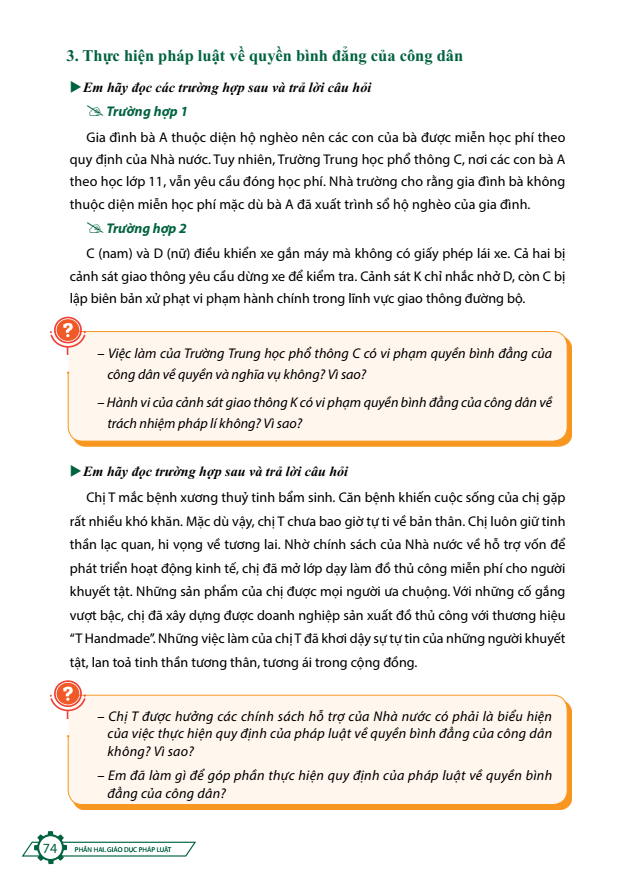 3. Thực hiện pháp luật về quyền bình đẳng của công dân
Em hãy đọc các trường hợp sau và trả lời câu hỏi
Trường hợp 1
Gia đình bà A thuộc diện hộ nghèo nên các con của bà được miễn học phí theo
quy định của Nhà nước. Tuy nhiên, Trường Trung học phổ thông C, nơi các con bà A
theo học lớp 11, vẫn yêu cầu đóng học phí. Nhà trường cho rằng gia đình bà không
thuộc diện miễn học phí mặc dù bà A đã xuất trình sổ hộ nghèo của gia đình.
Trường hợp 2
C (nam) và D (nữ) điều khiển xe gắn máy mà không có giấy phép lái xe. Cả hai bị
cảnh sát giao thông yêu cầu dừng xe để kiểm tra. Cảnh sát K chỉ nhắc nhở D, còn C bị
lập biên bản xử phạt vi phạm hành chính trong lĩnh vực giao thông đường bộ.
?
– Việc làm của Trường Trung học phổ thông C có vi phạm quyền bình đẳng của
công dân về quyền và nghĩa vụ không? Vì sao?
– Hành vi của cảnh sát giao thông K có vi phạm quyền bình đẳng của công dân về
trách nhiệm pháp lí không? Vì sao?
Em hãy đọc trường hợp sau và trả lời câu hỏi
Chị T mắc bệnh xương thuỷ tinh bẩm sinh. Căn bệnh khiến cuộc sống của chị gặp
rất nhiều khó khăn. Mặc dù vậy, chị T chưa bao giờ tự ti về bản thân. Chị luôn giữ tinh
thần lạc quan, hi vọng về tương lai. Nhờ chính sách của Nhà nước về hỗ trợ vốn để
phát triển hoạt động kinh tế, chị đã mở lớp dạy làm đồ thủ công miễn phí cho người
khuyết tật. Những sản phẩm của chị được mọi người ưa chuộng. Với những cố gắng
vượt bậc, chị đã xây dựng được doanh nghiệp sản xuất đồ thủ công với thương hiệu
“T Handmade”. Những việc làm của chị T đã khơi dậy sự tự tin của những người khuyết
tật, lan toả tinh thần tương thân, tương ái trong cộng đồng.
?
– Chị T được hưởng các chính sách hỗ trợ của Nhà nước có phải là biểu hiện
của việc thực hiện quy định của pháp luật về quyền bình đẳng của công dân
không? Vì sao?
– Em đã làm gì để góp phần thực hiện quy định của pháp luật về quyền bình
đẳng của công dân?
74 PHẦN HAI. GIÁO DỤC PHÁP LUẬT